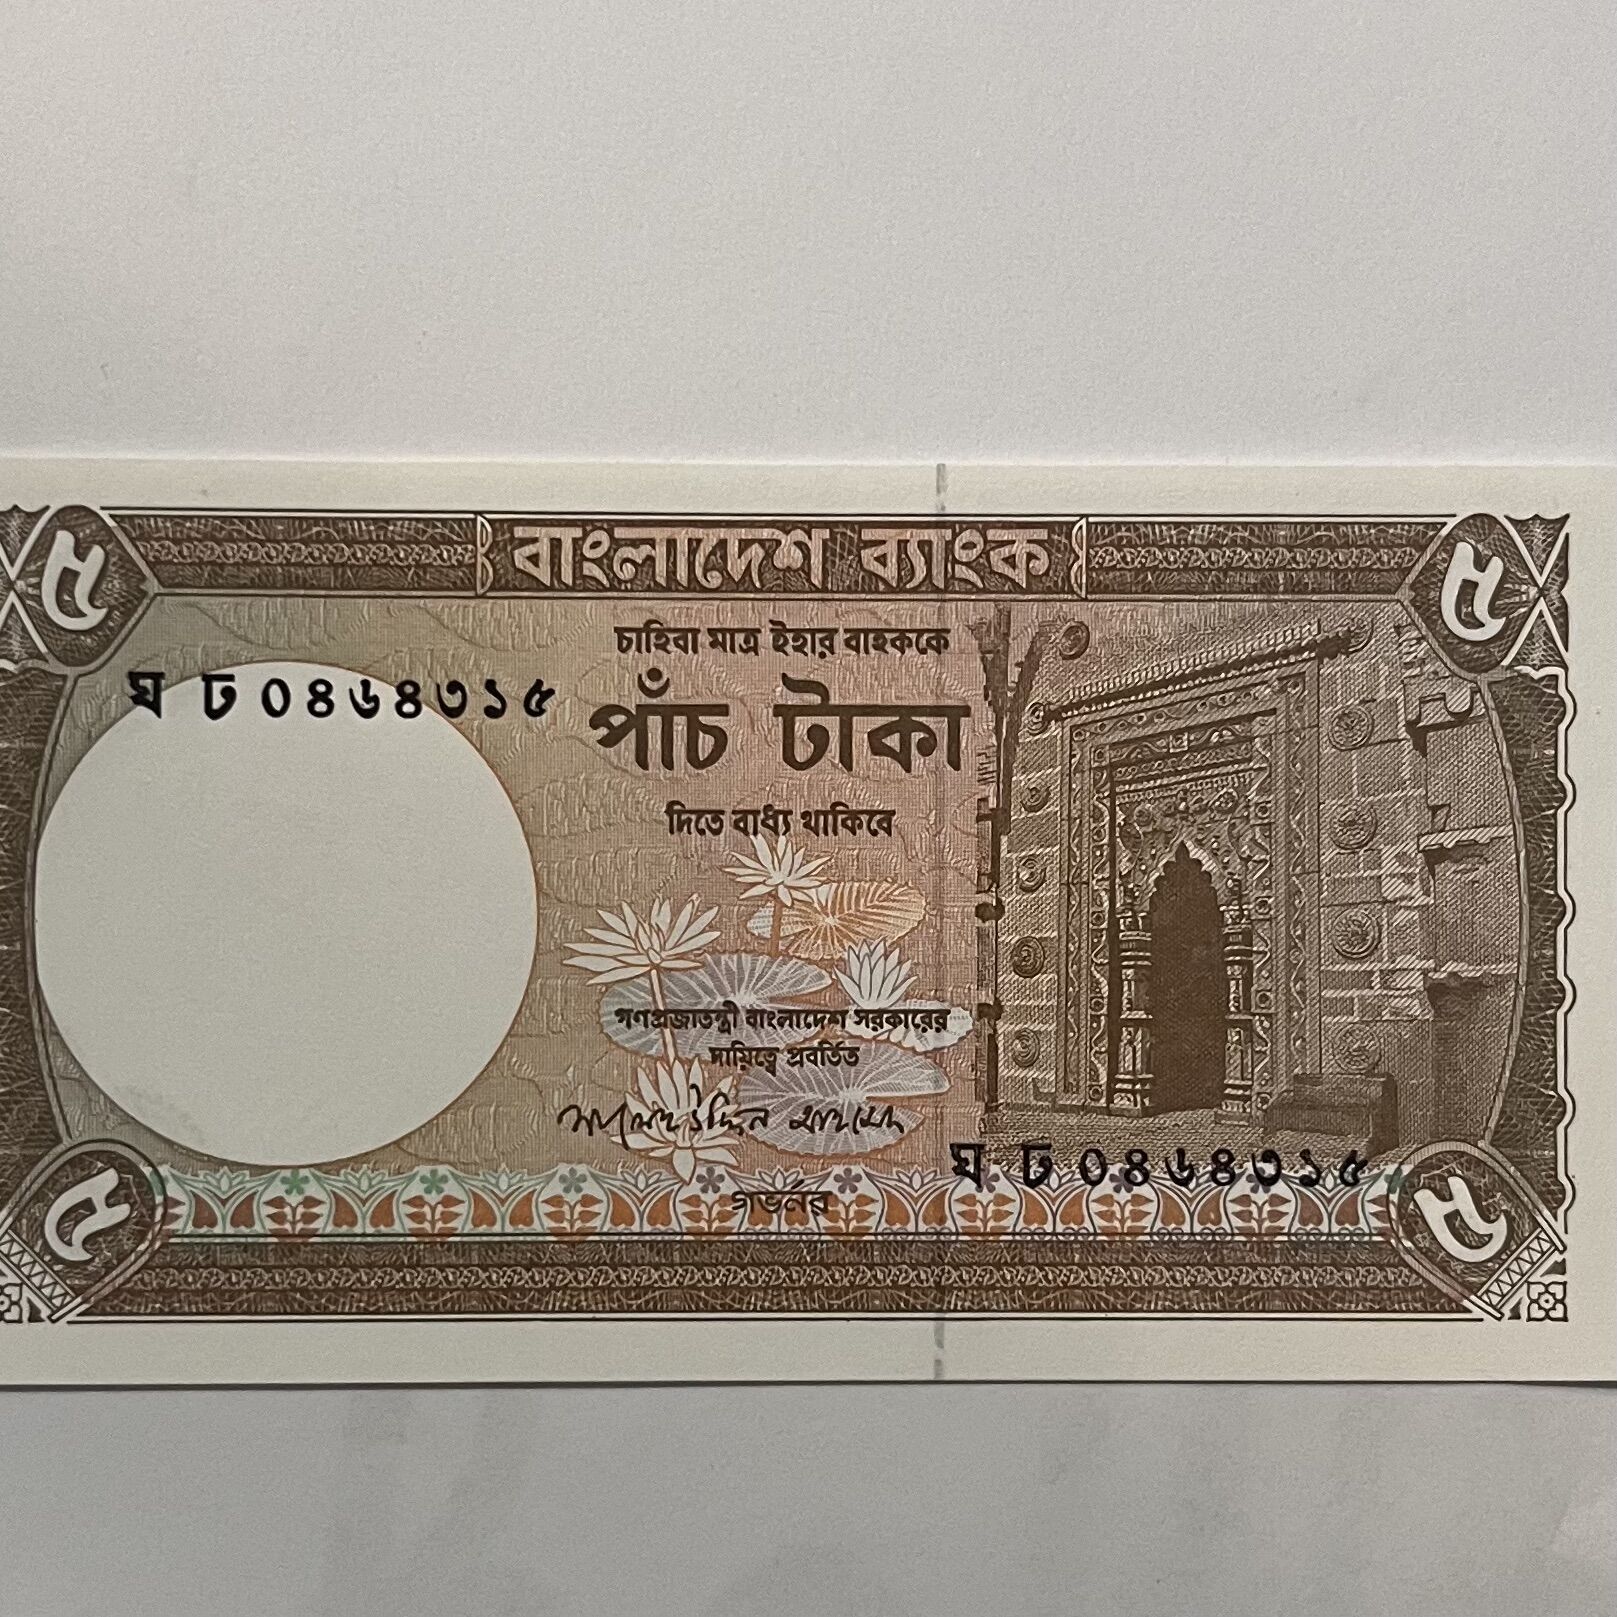 ৫ বাংলাদেশ ব্যাংক ৫
চাহিবা মাত্র ইহার বাহককে
ঘ ঢ ০৪৬৪৩১৫
পাঁচ টাকা
দিতে বাধ্য থাকিবে
গণপ্রজাতন্ত্রী বাংলাদেশ সরকারের
দায়িত্বে প্রবর্তিত
ঘ ঢ ০৪৬৪৩১৫
গভর্নর
৫ ৫